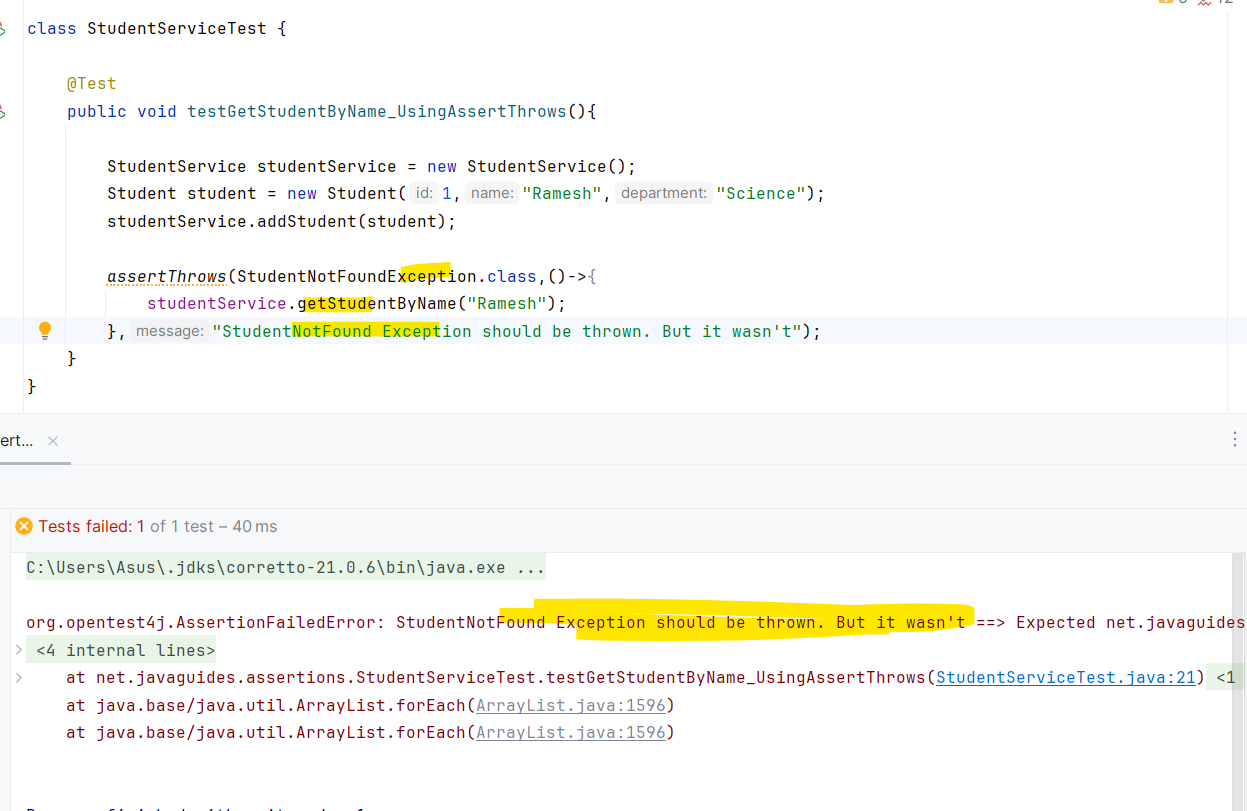 class StudentServiceTest {
@Test
public void testGetStudentByName_UsingAssertThrows(){
StudentService studentService = new StudentService();
Student student = new Student( id: 1, name: "Ramesh", department: "Science");
studentService.addStudent(student);
assertThrows(StudentNotFoundException.class,()->{
studentService.getStudentByName("Ramesh");
}, message: "StudentNotFound Exception should be thrown. But it wasn't");
}
}
ert...
Tests failed: 1 of 1 test – 40 ms
C:\Users\Asus\.jdks\corretto-21.0.6\bin\java.exe ...
org.opentest4j.AssertionFailedError: StudentNotFound Exception should be thrown. But it wasn't ==> Expected net.javaguides
<4 internal lines>
at net.javaguides.assertions.StudentServiceTest.testGetStudentByName_UsingAssertThrows(StudentServiceTest.java:21) <1
at java.base/java.util.ArrayList.forEach(ArrayList.java:1596)
at java.base/java.util.ArrayList.forEach(ArrayList.java:1596)